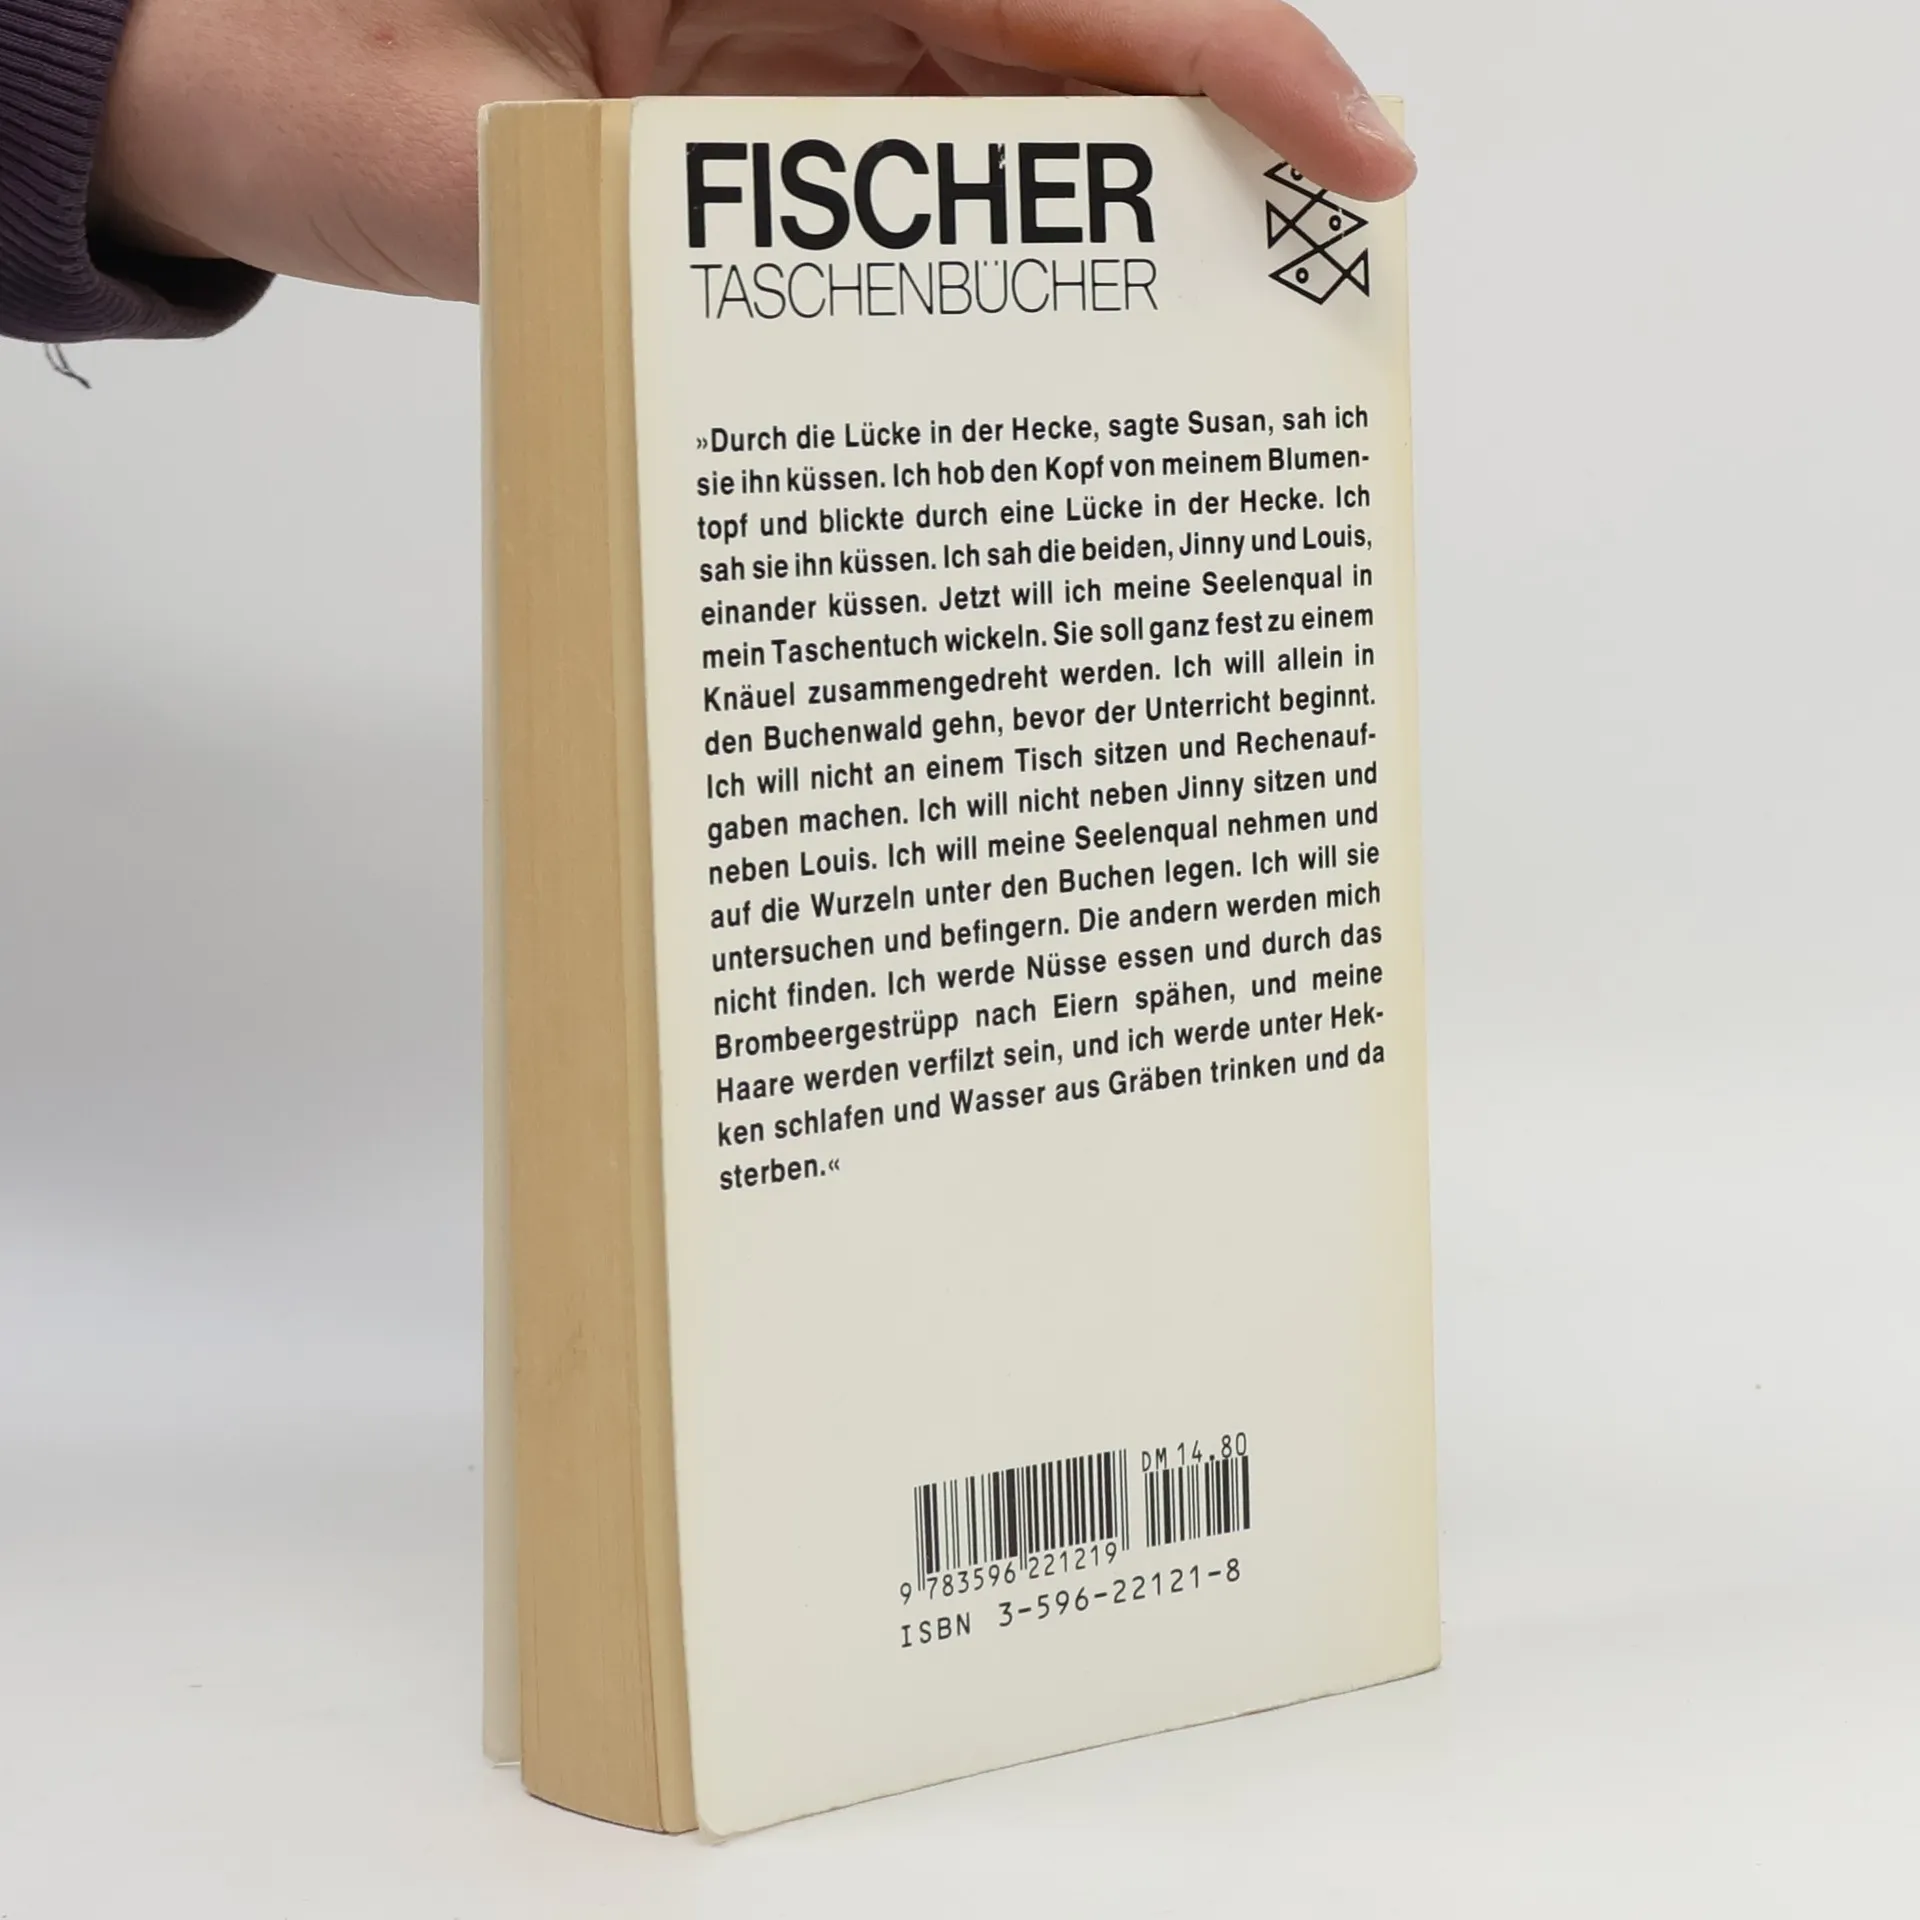 FISCHER
TASCHENBÜCHER
»Durch die Lücke in der Hecke, sagte Susan, sah ich
sie ihn küssen. Ich hob den Kopf von meinem Blumen-
topf und blickte durch eine Lücke in der Hecke. Ich
sah sie ihn küssen. Ich sah die beiden, Jinny und Louis,
einander küssen. Jetzt will ich meine Seelenqual in
mein Taschentuch wickeln. Sie soll ganz fest zu einem
Knäuel zusammengedreht werden. Ich will allein in
den Buchenwald gehn, bevor der Unterricht beginnt.
Ich will nicht an einem Tisch sitzen und Rechenauf-
gaben machen. Ich will nicht neben Jinny sitzen und
neben Louis. Ich will meine Seelenqual nehmen und
auf die Wurzeln unter den Buchen legen. Ich will sie
untersuchen und befingern. Die andern werden mich
nicht finden. Ich werde Nüsse essen und durch das
Brombeergestrüpp nach Eiern spähen, und meine
Haare werden verfilzt sein, und ich werde unter Hek-
ken schlafen und Wasser aus Gräben trinken und da
sterben.«
DM 14.80
9 783596 221219
ISBN 3-596-22121-8